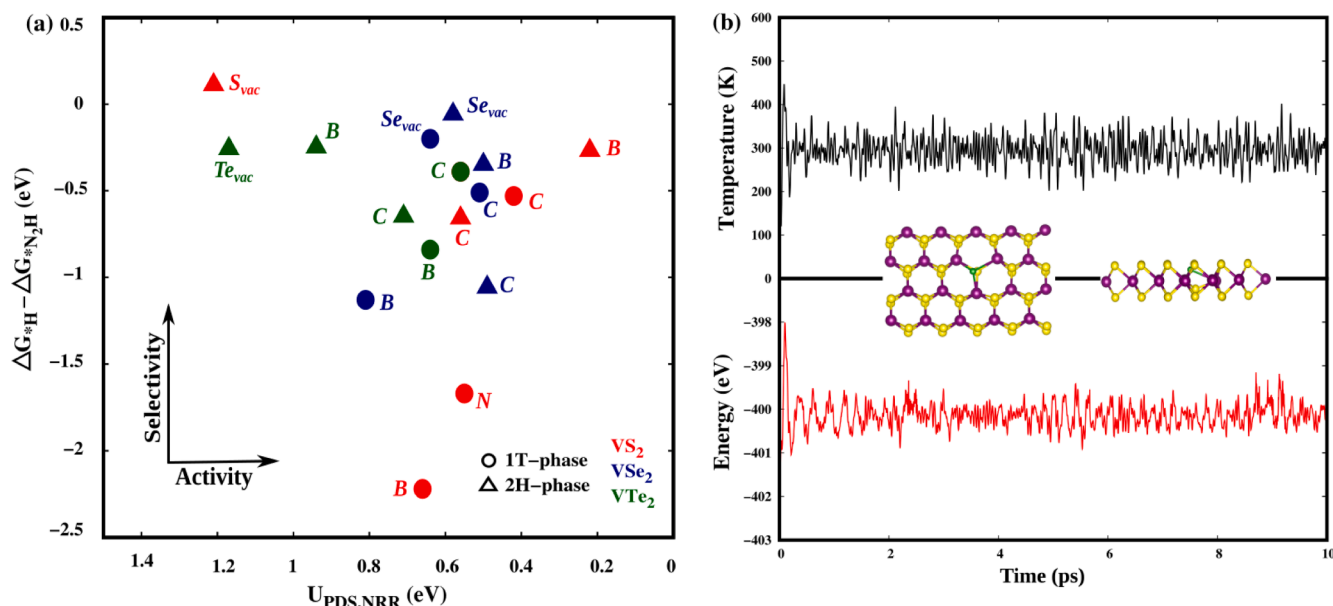 (a)
0.5
0
−0.5
−1
−1.5
−2
−2.5
ΔG*H − ΔG*N₂H (eV)
S_vac
Te_vac
B
Se_vac
Se_vac
C
B
B
C
C
C
C
B
B
C
N
B
Selectivity
Activity
1T−phase
2H−phase
VS₂
VSe₂
VTe₂
1.4
1.2
1
0.8
0.6
0.4
0.2
0
U_PDS,NRR (eV)
(b)
600
500
400
300
200
100
0
Temperature (K)
-398
-399
-400
-401
-402
-403
Energy (eV)
0
2
4
6
8
10
Time (ps)